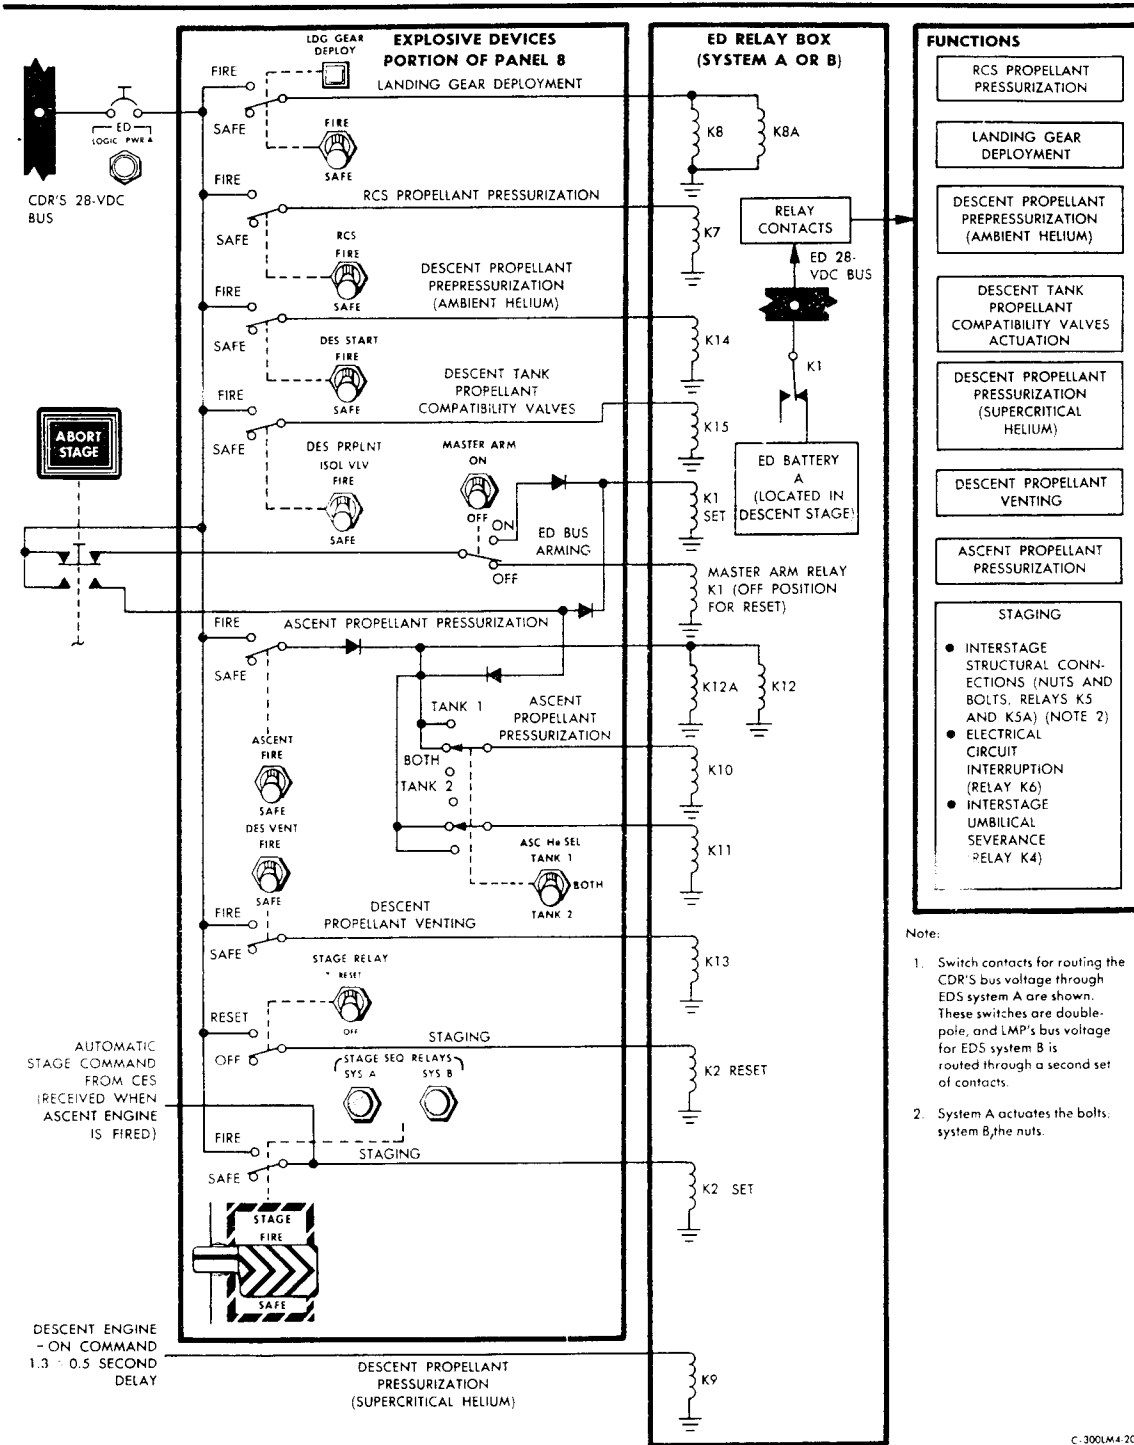 EXPLOSIVE DEVICES
PORTION OF PANEL 8
LDG GEAR
DEPLOY
LANDING GEAR DEPLOYMENT
FIRE
SAFE
FIRE
SAFE
ED
LOGIC PWR A
CDR'S 28-VDC
BUS
FIRE
SAFE
RCS PROPELLANT PRESSURIZATION
RCS
FIRE
SAFE
DESCENT PROPELLANT
PREPRESSURIZATION
(AMBIENT HELIUM)
FIRE
SAFE
DES START
FIRE
SAFE
DESCENT TANK
PROPELLANT
COMPATIBILITY VALVES
FIRE
SAFE
DES PRPLNT
ISOL VLV
FIRE
SAFE
MASTER ARM
ON
OFF
ON
OFF
ED BUS
ARMING
ABORT
STAGE
FIRE
SAFE
ASCENT PROPELLANT PRESSURIZATION
ASCENT
FIRE
SAFE
TANK 1
BOTH
TANK 2
ASCENT
PROPELLANT
PRESSURIZATION
ASC He SEL
TANK 1
BOTH
TANK 2
DES VENT
FIRE
SAFE
FIRE
SAFE
DESCENT
PROPELLANT VENTING
STAGE RELAY
RESET
OFF
RESET
OFF
STAGING
STAGE SEQ RELAYS
SYS A
SYS B
AUTOMATIC
STAGE COMMAND
FROM CES
(RECEIVED WHEN
ASCENT ENGINE
IS FIRED)
FIRE
SAFE
STAGING
STAGE
FIRE
SAFE
DESCENT ENGINE
-ON COMMAND
1.3 0.5 SECOND
DELAY
DESCENT PROPELLANT
PRESSURIZATION
(SUPERCRITICAL HELIUM)
ED RELAY BOX
(SYSTEM A OR B)
K8
K8A
K7
RELAY
CONTACTS
ED 28-
VDC BUS
K14
K1
K15
ED BATTERY
A
(LOCATED IN
DESCENT STAGE)
K1
SET
MASTER ARM RELAY
K1 (OFF POSITION
FOR RESET)
K12A
K12
K10
K11
K13
K2 RESET
K2 SET
K9
FUNCTIONS
RCS PROPELLANT
PRESSURIZATION
LANDING GEAR
DEPLOYMENT
DESCENT PROPELLANT
PREPRESSURIZATION
(AMBIENT HELIUM)
DESCENT TANK
PROPELLANT
COMPATIBILITY VALVES
ACTUATION
DESCENT PROPELLANT
PRESSURIZATION
(SUPERCRITICAL
HELIUM)
DESCENT PROPELLANT
VENTING
ASCENT PROPELLANT
PRESSURIZATION
STAGING
● INTERSTAGE
STRUCTURAL CONN-
ECTIONS (NUTS AND
BOLTS, RELAYS K5
AND K5A) (NOTE 2)
● ELECTRICAL
CIRCUIT
INTERRUPTION
(RELAY K6)
● INTERSTAGE
UMBILICAL
SEVERANCE
(RELAY K4)
Note:
1. Switch contacts for routing the
CDR'S bus voltage through
EDS system A are shown.
These switches are double-
pole, and LMP's bus voltage
for EDS system B is
routed through a second set
of contacts.
2. System A actuates the bolts;
system B, the nuts.